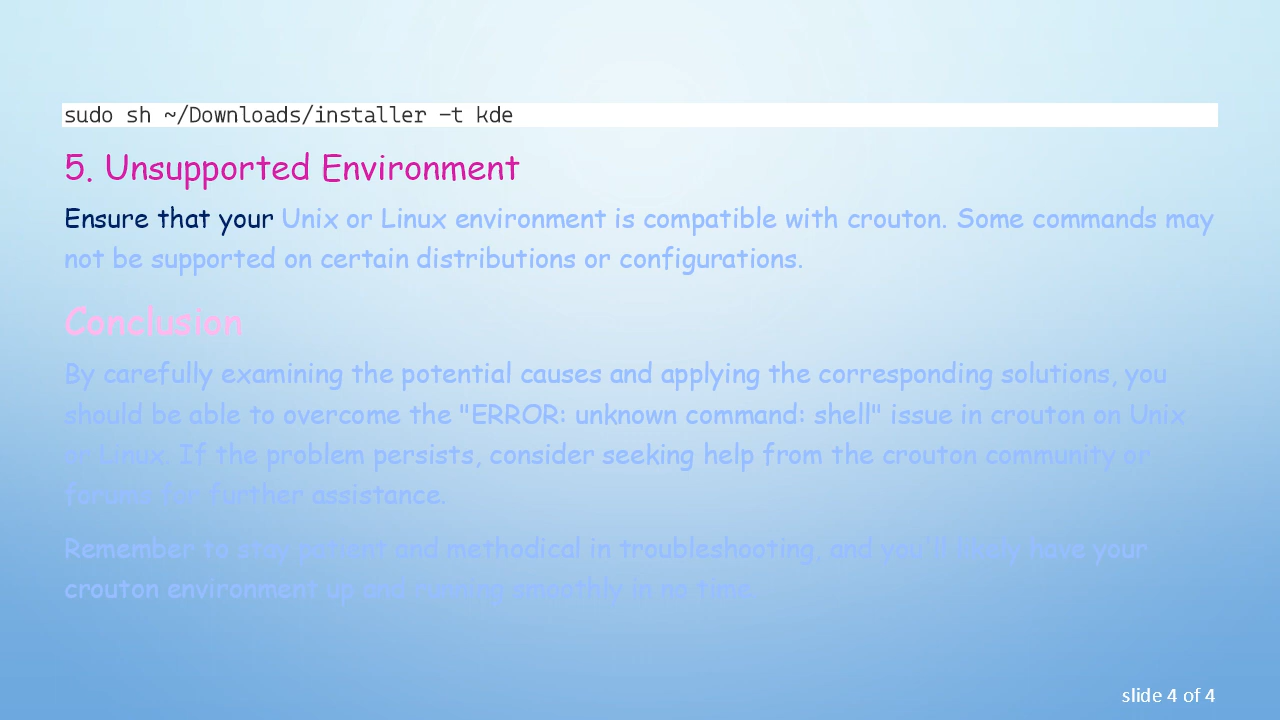 sudo sh ~/Downloads/installer -t kde
5. Unsupported Environment
Ensure that your Unix or Linux environment is compatible with crouton. Some commands may
not be supported on certain distributions or configurations.
Conclusion
By carefully examining the potential causes and applying the corresponding solutions, you
should be able to overcome the "ERROR: unknown command: shell" issue in crouton on Unix
or Linux. If the problem persists, consider seeking help from the crouton community or
forums for further assistance.
Remember to stay patient and methodical in troubleshooting, and you'll likely have your
crouton environment up and running smoothly in no time.
slide 4 of 4